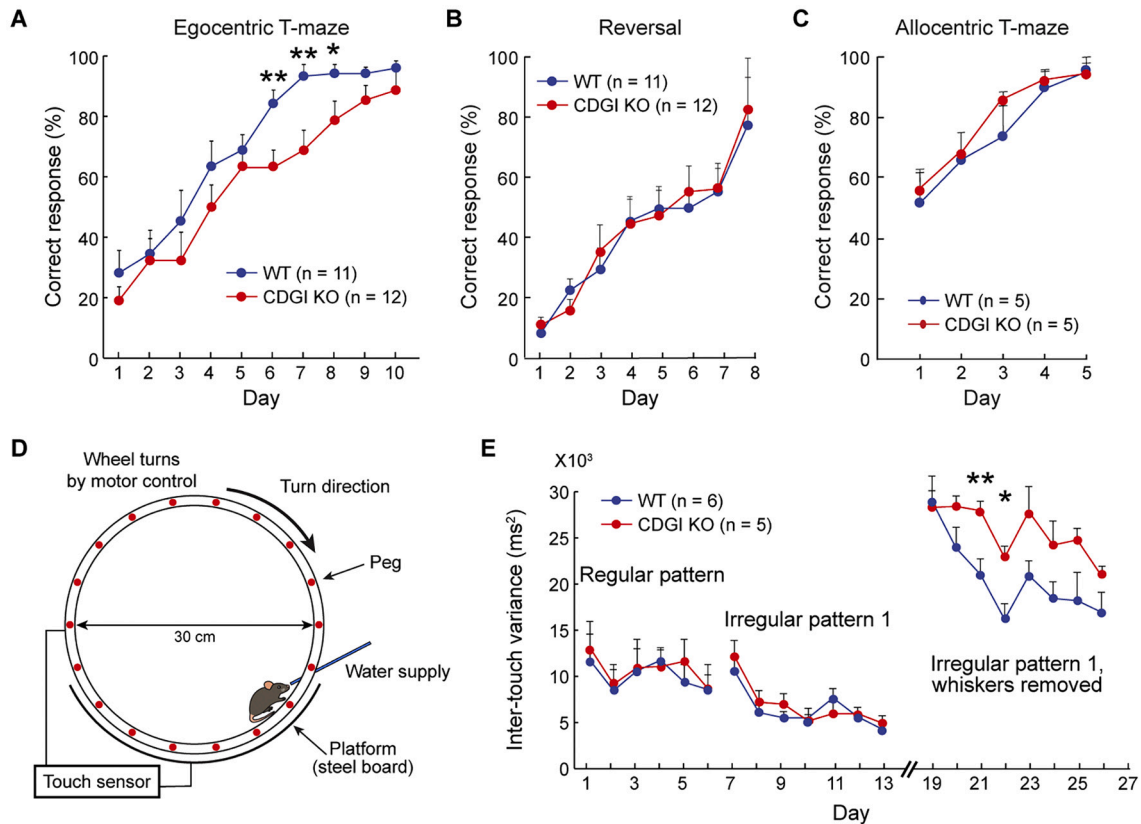 A
Egocentric T-maze
Correct response (%)
100
80
60
40
20
0
** ** *
WT (n = 11)
CDGI KO (n = 12)
1 2 3 4 5 6 7 8 9 10
Day
B
Reversal
Correct response (%)
100
80
60
40
20
0
WT (n = 11)
CDGI KO (n = 12)
1 2 3 4 5 6 7 8
Day
C
Allocentric T-maze
Correct response (%)
100
80
60
40
20
0
WT (n = 5)
CDGI KO (n = 5)
1 2 3 4 5
Day
D
Wheel turns
by motor control
Turn direction
Peg
30 cm
Water supply
Platform
(steel board)
Touch sensor
E
X10³
Inter-touch variance (ms²)
30
25
20
15
10
5
0
WT (n = 6)
CDGI KO (n = 5)
** *
Regular pattern
Irregular pattern 1
Irregular pattern 1,
whiskers removed
1 3 5 7 9 11 13 19 21 23 25 27
Day